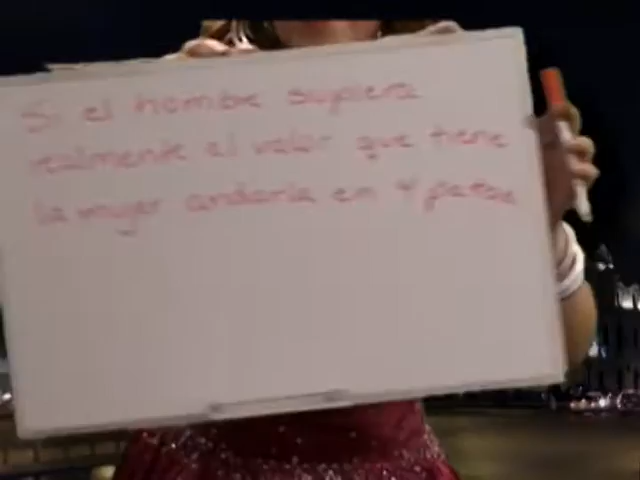 Si el hombre supiera
realmente el valor que tiene
la mujer andaria en 4 patas